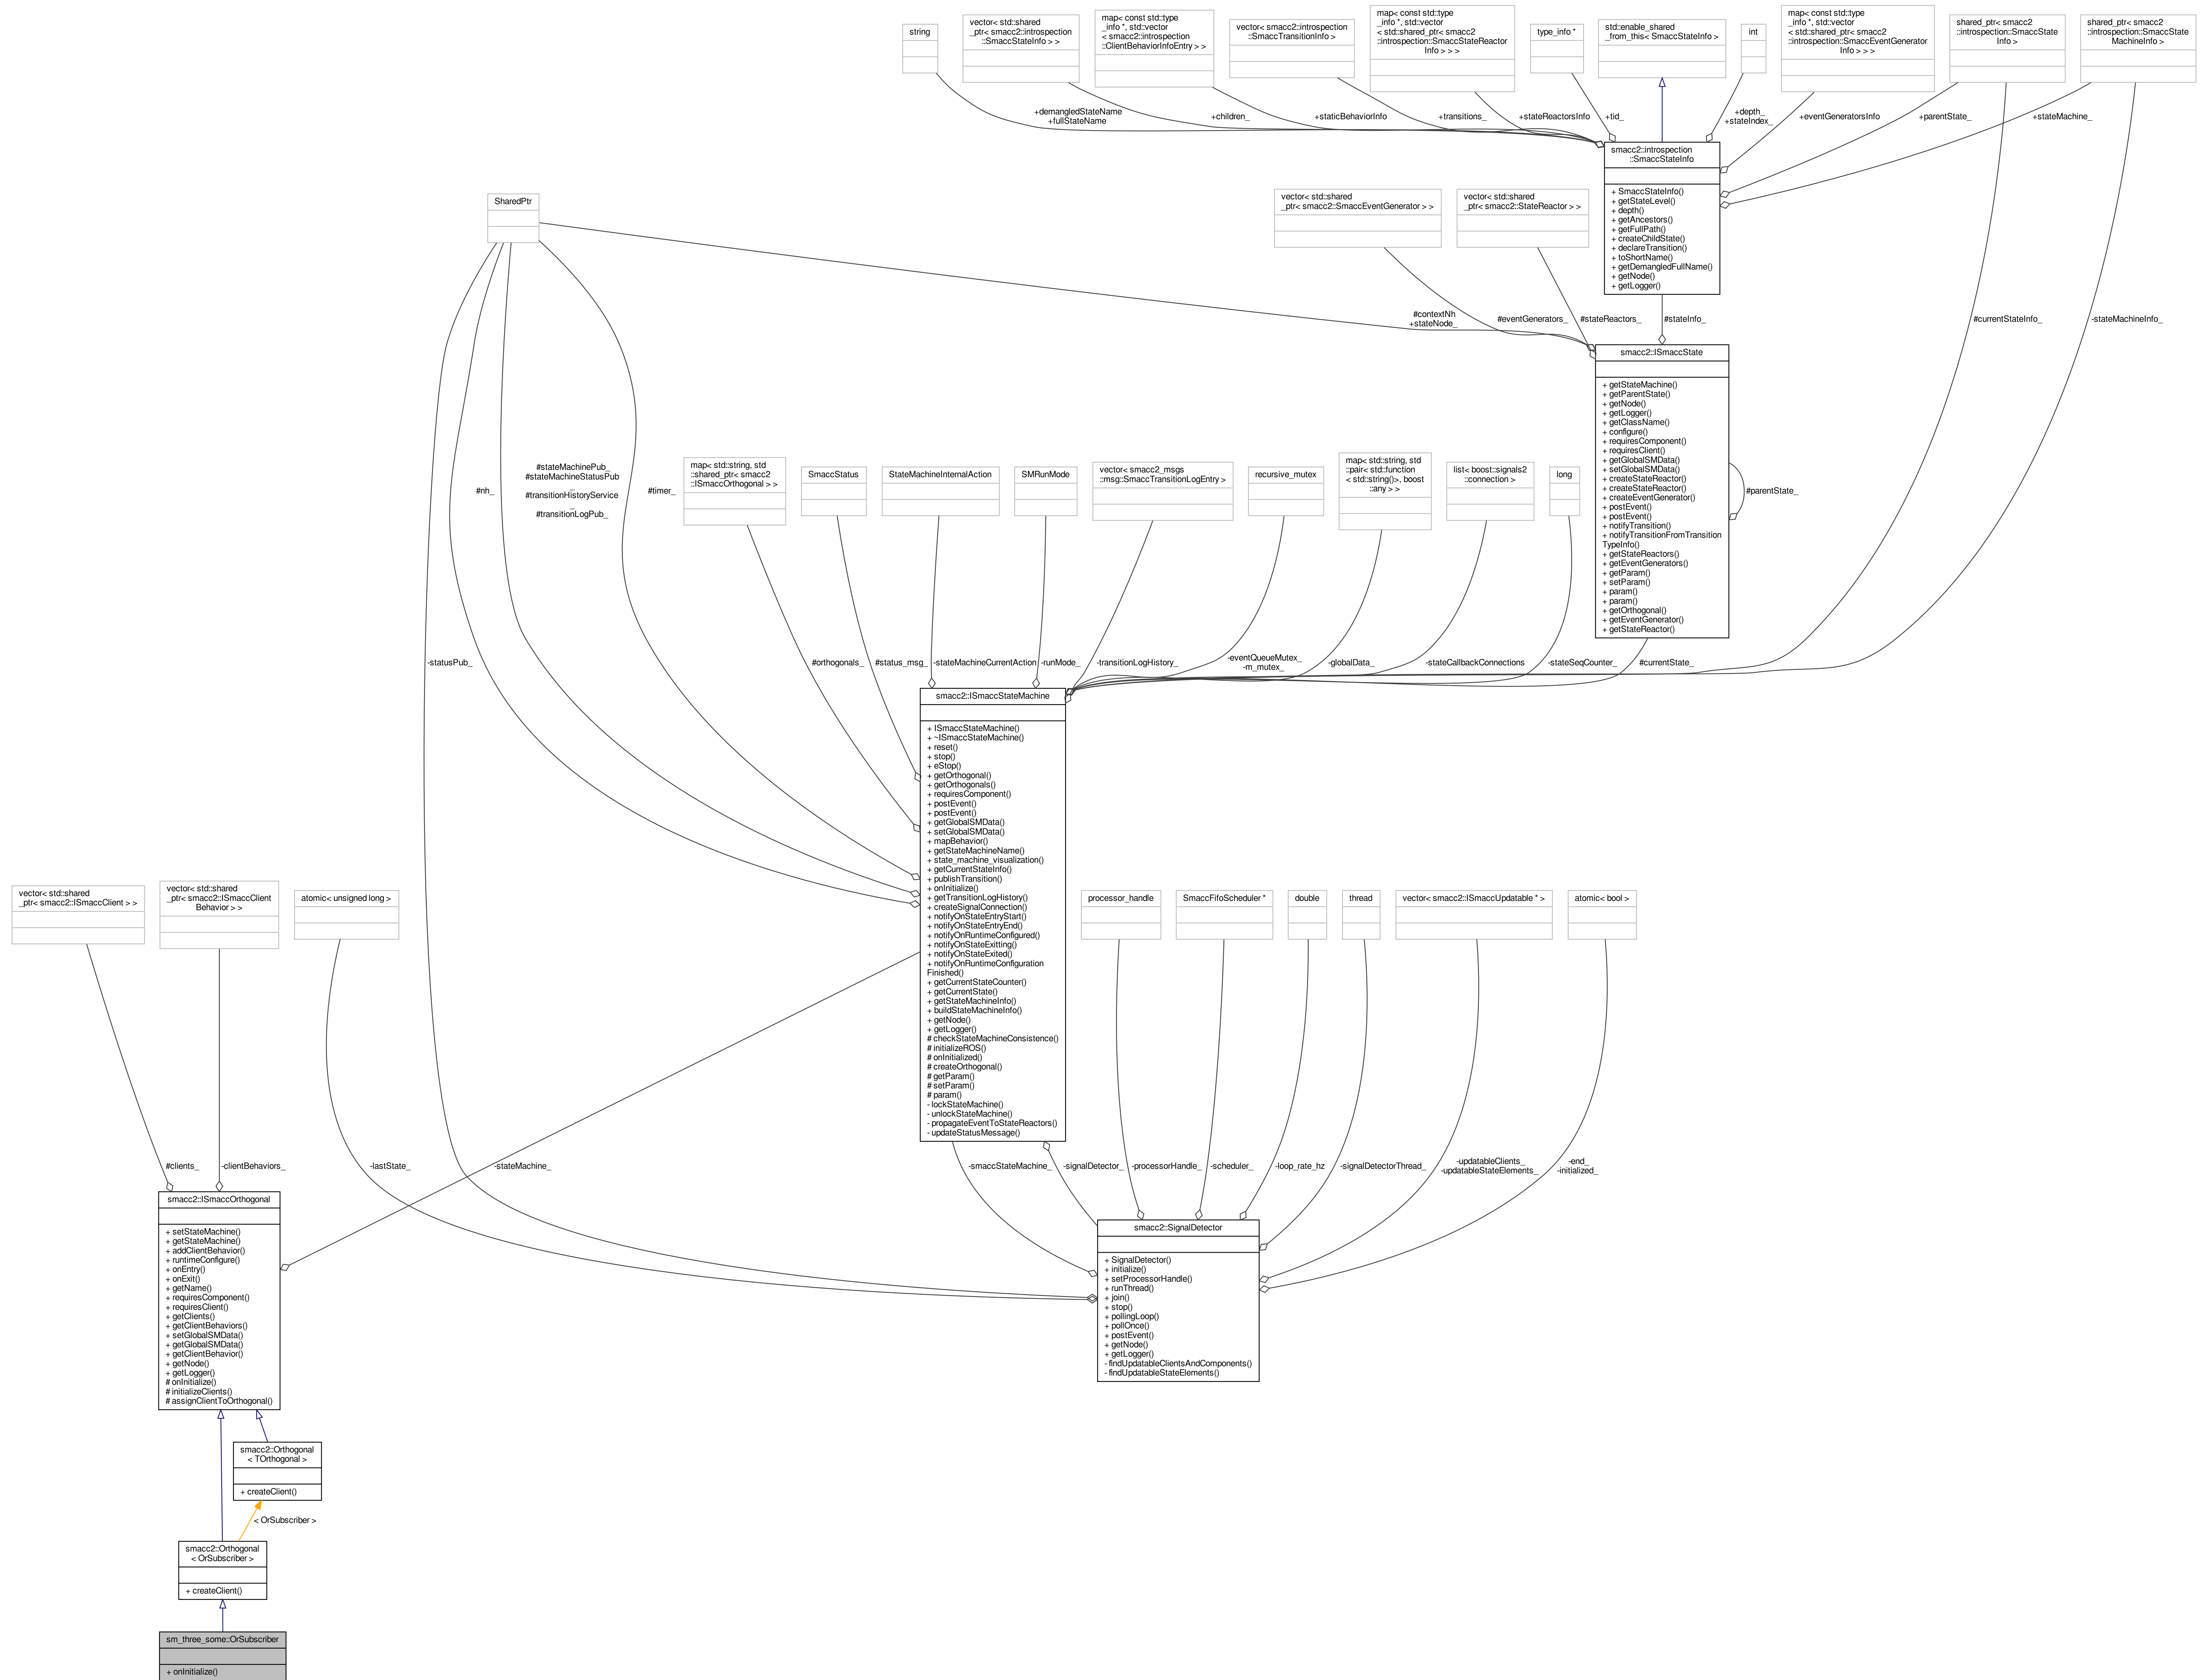 string
vector< std::shared
_ptr< smacc2::introspection
::SmaccStateInfo > >
map< const std::type
_info *, std::vector
< smacc2::introspection
::ClientBehaviorInfoEntry > >
vector< smacc2::introspection
::SmaccTransitionInfo >
map< const std::type
_info *, std::vector
< std::shared_ptr< smacc2
::introspection::SmaccStateReactor
Info > > >
type_info *
std::enable_shared
_from_this< SmaccStateInfo >
int
map< const std::type
_info *, std::vector
< std::shared_ptr< smacc2
::introspection::SmaccEventGenerator
Info > > >
shared_ptr< smacc2
::introspection::SmaccState
Info >
shared_ptr< smacc2
::introspection::SmaccState
MachineInfo >
+demangledStateName
+fullStateName
+children_
+staticBehaviorInfo
+transitions_
+stateReactorsInfo
+tid_
+depth_
+stateIndex_
+eventGeneratorsInfo
+parentState_
+stateMachine_
smacc2::introspection
::SmaccStateInfo
+ SmaccStateInfo()
+ getStateLevel()
+ depth()
+ getAncestors()
+ getFullPath()
+ createChildState()
+ declareTransition()
+ toShortName()
+ getDemangledFullName()
+ getNode()
+ getLogger()
SharedPtr
vector< std::shared
_ptr< smacc2::SmaccEventGenerator > >
vector< std::shared
_ptr< smacc2::StateReactor > >
#contextNh
+stateNode_
#eventGenerators_
#stateReactors_
#stateInfo_
#currentStateInfo_
-stateMachineInfo_
smacc2::ISmaccState
+ getStateMachine()
+ getParentState()
+ getNode()
+ getLogger()
+ getClassName()
+ configure()
+ requiresComponent()
+ requiresClient()
+ getGlobalSMData()
+ setGlobalSMData()
+ createStateReactor()
+ createStateReactor()
+ createEventGenerator()
+ postEvent()
+ postEvent()
+ notifyTransition()
+ notifyTransitionFromTransition
TypeInfo()
+ getStateReactors()
+ getEventGenerators()
+ getParam()
+ setParam()
+ param()
+ param()
+ getOrthogonal()
+ getEventGenerator()
+ getStateReactor()
#parentState_
#nh_
#stateMachinePub_
#stateMachineStatusPub
_
#transitionHistoryService
_
#transitionLogPub_
#timer_
map< std::string, std
::shared_ptr< smacc2
::ISmaccOrthogonal > >
SmaccStatus
StateMachineInternalAction
SMRunMode
vector< smacc2_msgs
::msg::SmaccTransitionLogEntry >
recursive_mutex
map< std::string, std
::pair< std::function
< std::string()>, boost
::any > >
list< boost::signals2
::connection >
long
-statusPub_
#orthogonals_
#status_msg_
-stateMachineCurrentAction
-runMode_
-transitionLogHistory_
-eventQueueMutex_
-m_mutex_
-globalData_
-stateCallbackConnections
-stateSeqCounter_
#currentState_
smacc2::ISmaccStateMachine
+ ISmaccStateMachine()
+ ~ISmaccStateMachine()
+ reset()
+ stop()
+ eStop()
+ getOrthogonal()
+ getOrthogonals()
+ requiresComponent()
+ postEvent()
+ postEvent()
+ getGlobalSMData()
+ setGlobalSMData()
+ mapBehavior()
+ getStateMachineName()
+ state_machine_visualization()
+ getCurrentStateInfo()
+ publishTransition()
+ onInitialize()
+ getTransitionLogHistory()
+ createSignalConnection()
+ notifyOnStateEntryStart()
+ notifyOnStateEntryEnd()
+ notifyOnRuntimeConfigured()
+ notifyOnStateExitting()
+ notifyOnStateExited()
+ notifyOnRuntimeConfiguration
Finished()
+ getCurrentStateCounter()
+ getCurrentState()
+ getStateMachineInfo()
+ buildStateMachineInfo()
+ getNode()
+ getLogger()
# checkStateMachineConsistence()
# initializeROS()
# onInitialized()
# createOrthogonal()
# getParam()
# setParam()
# param()
- lockStateMachine()
- unlockStateMachine()
- propagateEventToStateReactors()
- updateStatusMessage()
vector< std::shared
_ptr< smacc2::ISmaccClient > >
vector< std::shared
_ptr< smacc2::ISmaccClient
Behavior > >
atomic< unsigned long >
processor_handle
SmaccFifoScheduler *
double
thread
vector< smacc2::ISmaccUpdatable * >
atomic< bool >
#clients_
-clientBehaviors_
-lastState_
-stateMachine_
-smaccStateMachine_
-signalDetector_
-processorHandle_
-scheduler_
-loop_rate_hz
-signalDetectorThread_
-updatableClients_
-updatableStateElements_
-end_
-initialized_
smacc2::ISmaccOrthogonal
+ setStateMachine()
+ getStateMachine()
+ addClientBehavior()
+ runtimeConfigure()
+ onEntry()
+ onExit()
+ getName()
+ requiresComponent()
+ requiresClient()
+ getClients()
+ getClientBehaviors()
+ setGlobalSMData()
+ getGlobalSMData()
+ getClientBehavior()
+ getNode()
+ getLogger()
# onInitialize()
# initializeClients()
# assignClientToOrthogonal()
smacc2::SignalDetector
+ SignalDetector()
+ initialize()
+ setProcessorHandle()
+ runThread()
+ join()
+ stop()
+ pollingLoop()
+ pollOnce()
+ postEvent()
+ getNode()
+ getLogger()
- findUpdatableClientsAndComponents()
- findUpdatableStateElements()
smacc2::Orthogonal
< TOrthogonal >
+ createClient()
< OrSubscriber >
smacc2::Orthogonal
< OrSubscriber >
+ createClient()
sm_three_some::OrSubscriber
+ onInitialize()